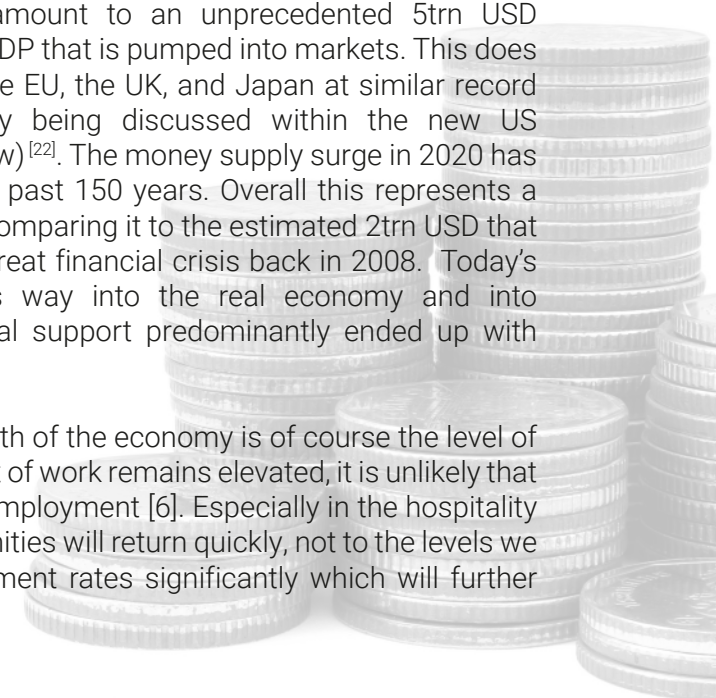 amount to an unprecedented 5trn USD
DP that is pumped into markets. This does
e EU, the UK, and Japan at similar record
y being discussed within the new US
w) [22]. The money supply surge in 2020 has
past 150 years. Overall this represents a
omparing it to the estimated 2trn USD that
reat financial crisis back in 2008. Today's
s way into the real economy and into
al support predominantly ended up with
th of the economy is of course the level of
t of work remains elevated, it is unlikely that
mployment [6]. Especially in the hospitality
nities will return quickly, not to the levels we
ment rates significantly which will further